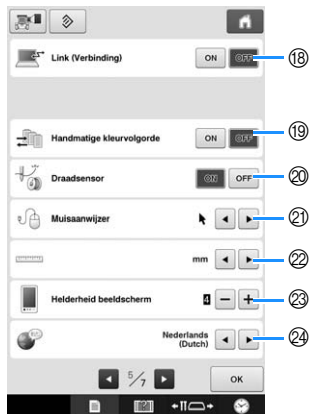 Link (Verbinding) ON OFF ⑱
Handmatige kleurvolgorde ON OFF ⑲
Draadsensor ON OFF ⑳
Muisaanwijzer ㉑
mm ㉒
Helderheid beeldscherm 4 − + ㉓
Nederlands
(Dutch) ㉔
5/7 OK